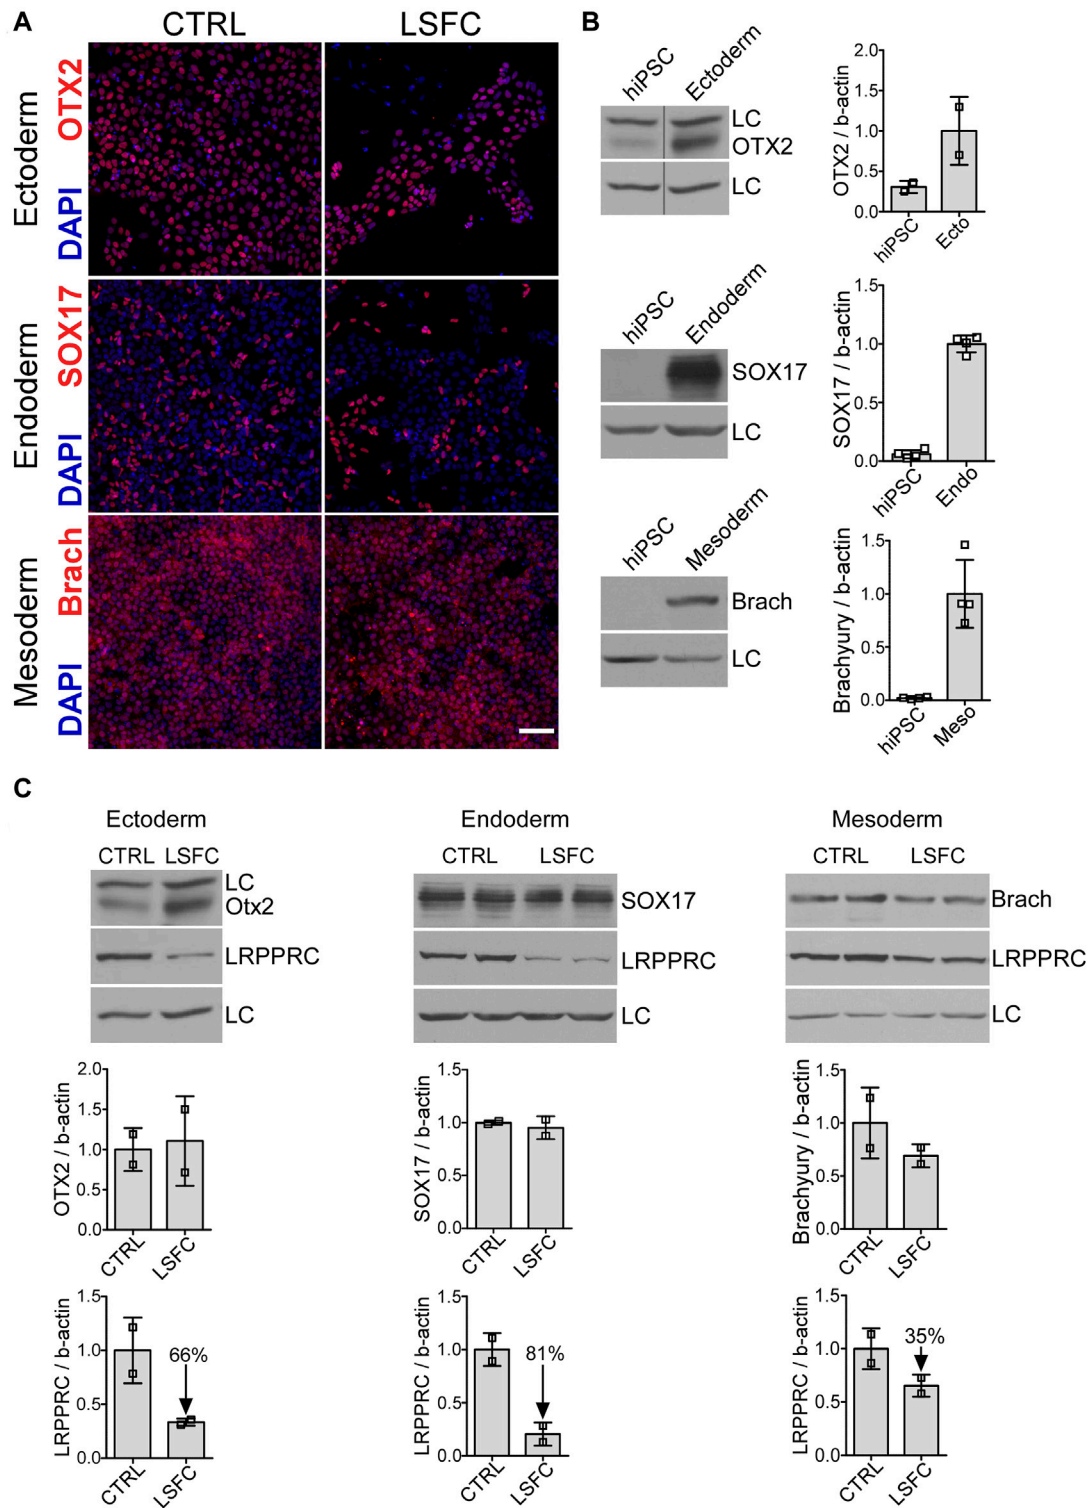 A
CTRL
LSFC
Ectoderm
DAPI OTX2
Endoderm
DAPI SOX17
Mesoderm
DAPI Brach
B
hiPSC
Ectoderm
LC
OTX2
LC
OTX2 / b-actin
2.0
1.5
1.0
0.5
0.0
hiPSC
Ecto
hiPSC
Endoderm
SOX17
LC
SOX17 / b-actin
1.5
1.0
0.5
0.0
hiPSC
Endo
hiPSC
Mesoderm
Brach
LC
Brachyury / b-actin
1.5
1.0
0.5
0.0
hiPSC
Meso
C
Ectoderm
CTRL LSFC
LC
Otx2
LRPPRC
LC
OTX2 / b-actin
2.0
1.5
1.0
0.5
0.0
CTRL
LSFC
LRPPRC / b-actin
1.5
1.0
0.5
0.0
66%
CTRL
LSFC
Endoderm
CTRL LSFC
SOX17
LRPPRC
LC
SOX17 / b-actin
1.5
1.0
0.5
0.0
CTRL
LSFC
LRPPRC / b-actin
1.5
1.0
0.5
0.0
81%
CTRL
LSFC
Mesoderm
CTRL LSFC
Brach
LRPPRC
LC
Brachyury / b-actin
1.5
1.0
0.5
0.0
CTRL
LSFC
LRPPRC / b-actin
1.5
1.0
0.5
0.0
35%
CTRL
LSFC